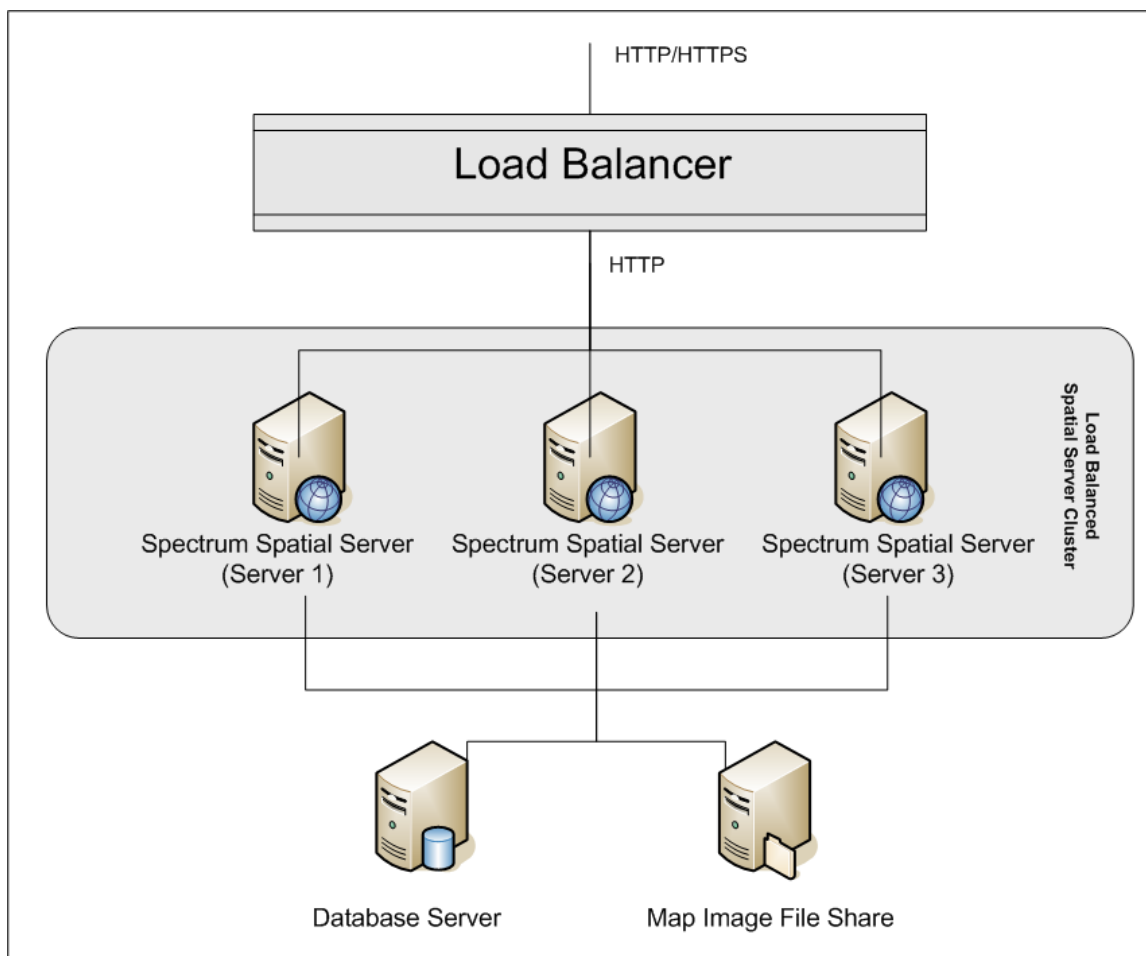 HTTP/HTTPS
Load Balancer
HTTP
Load Balanced
Spatial Server Cluster
Spectrum Spatial Server
(Server 1)
Spectrum Spatial Server
(Server 2)
Spectrum Spatial Server
(Server 3)
Database Server
Map Image File Share